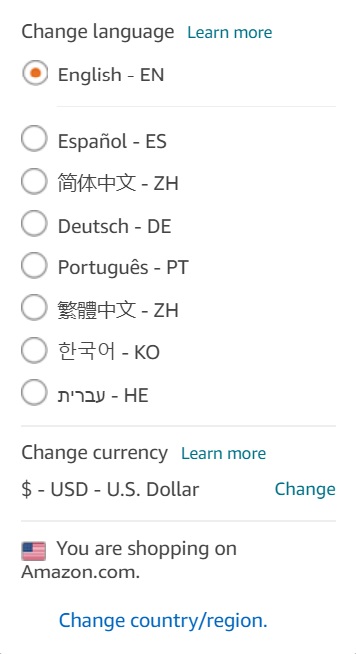 Change language Learn more
English - EN
Español - ES
简体中文 - ZH
Deutsch - DE
Português - PT
繁體中文 - ZH
한국어 - KO
עברית - HE
Change currency Learn more
$ - USD - U.S. Dollar Change
You are shopping on
Amazon.com.
Change country/region.